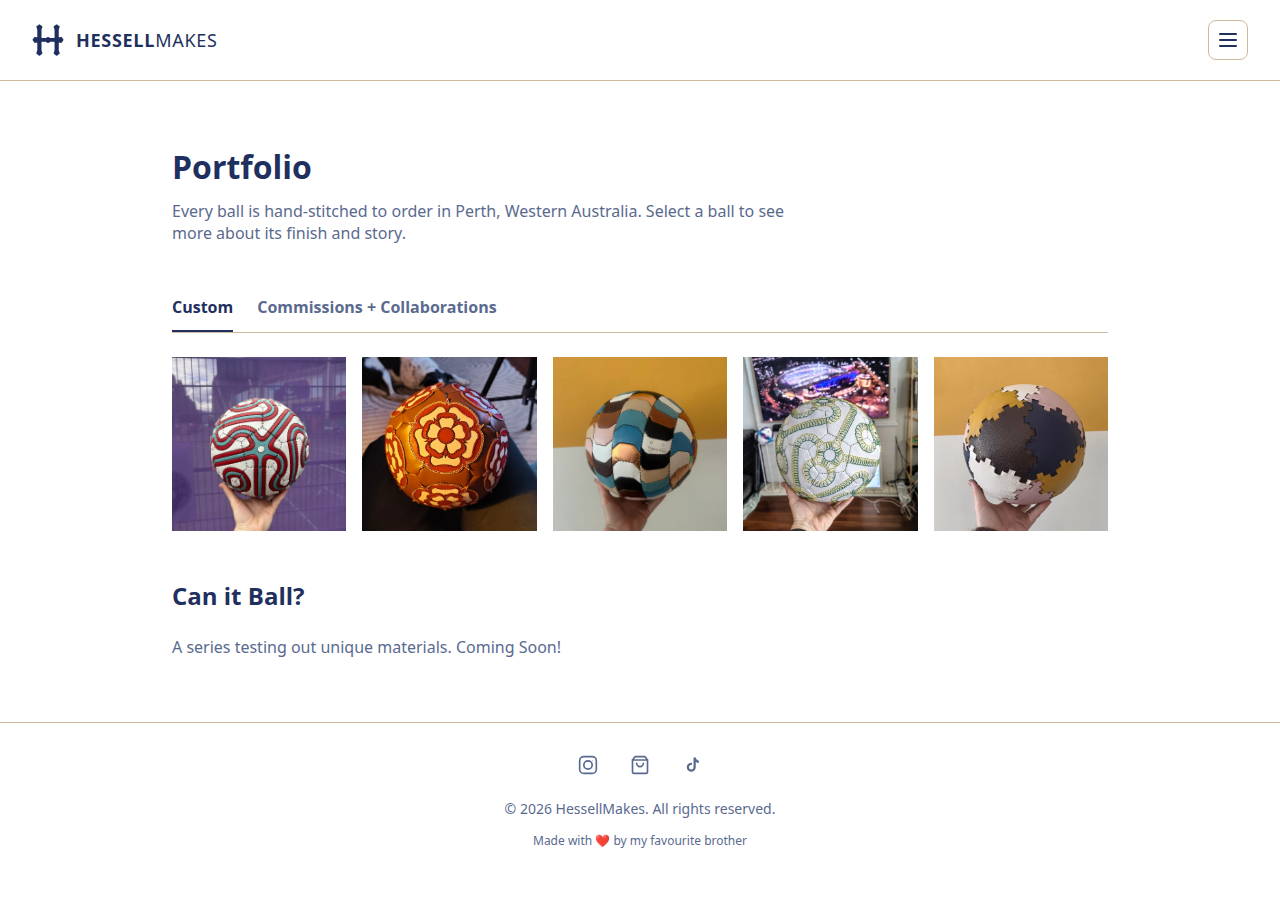 HESSELLMAKES
Portfolio
Every ball is hand-stitched to order in Perth, Western Australia. Select a ball to see
more about its finish and story.
Custom
Commissions + Collaborations
Can it Ball?
A series testing out unique materials. Coming Soon!
© 2026 HessellMakes. All rights reserved.
Made with ❤️ by my favourite brother